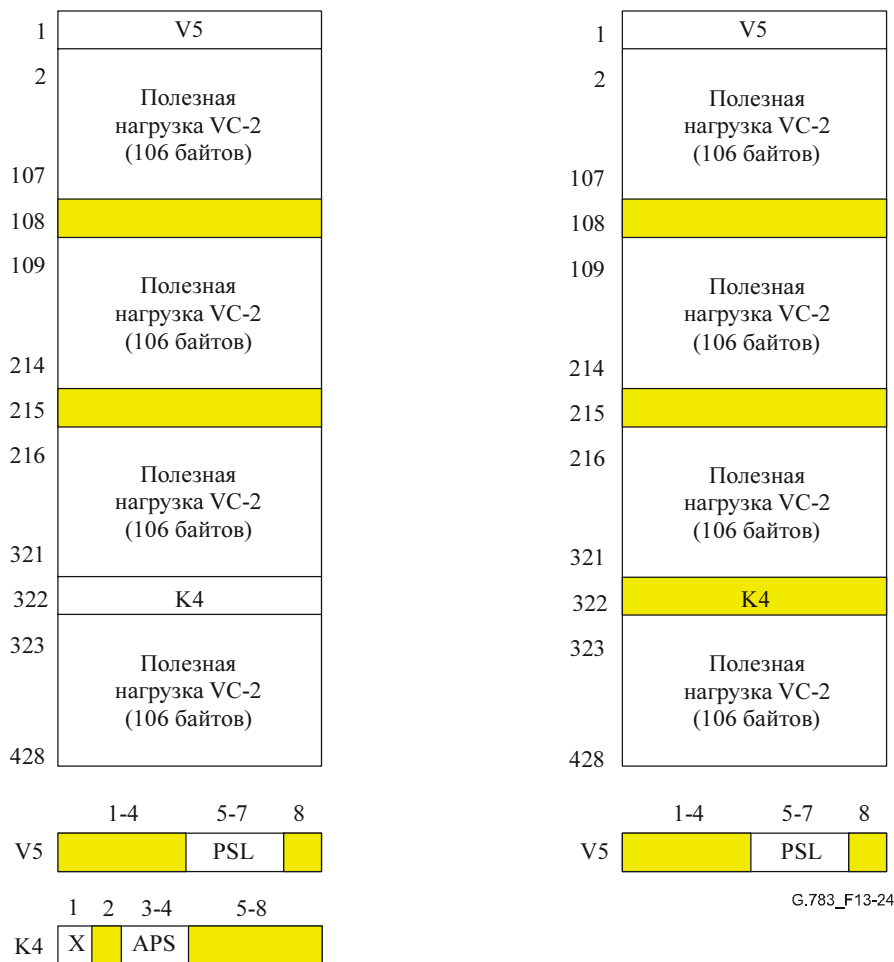 1
V5
2
Полезная
нагрузка VC-2
(106 байтов)
107
108
109
Полезная
нагрузка VC-2
(106 байтов)
214
215
216
Полезная
нагрузка VC-2
(106 байтов)
321
322
K4
323
Полезная
нагрузка VC-2
(106 байтов)
428
1-4 5-7 8
V5 PSL
1 2 3-4 5-8
K4 X APS
1
V5
2
Полезная
нагрузка VC-2
(106 байтов)
107
108
109
Полезная
нагрузка VC-2
(106 байтов)
214
215
216
Полезная
нагрузка VC-2
(106 байтов)
321
322
K4
323
Полезная
нагрузка VC-2
(106 байтов)
428
1-4 5-7 8
V5 PSL
G.783_F13-24